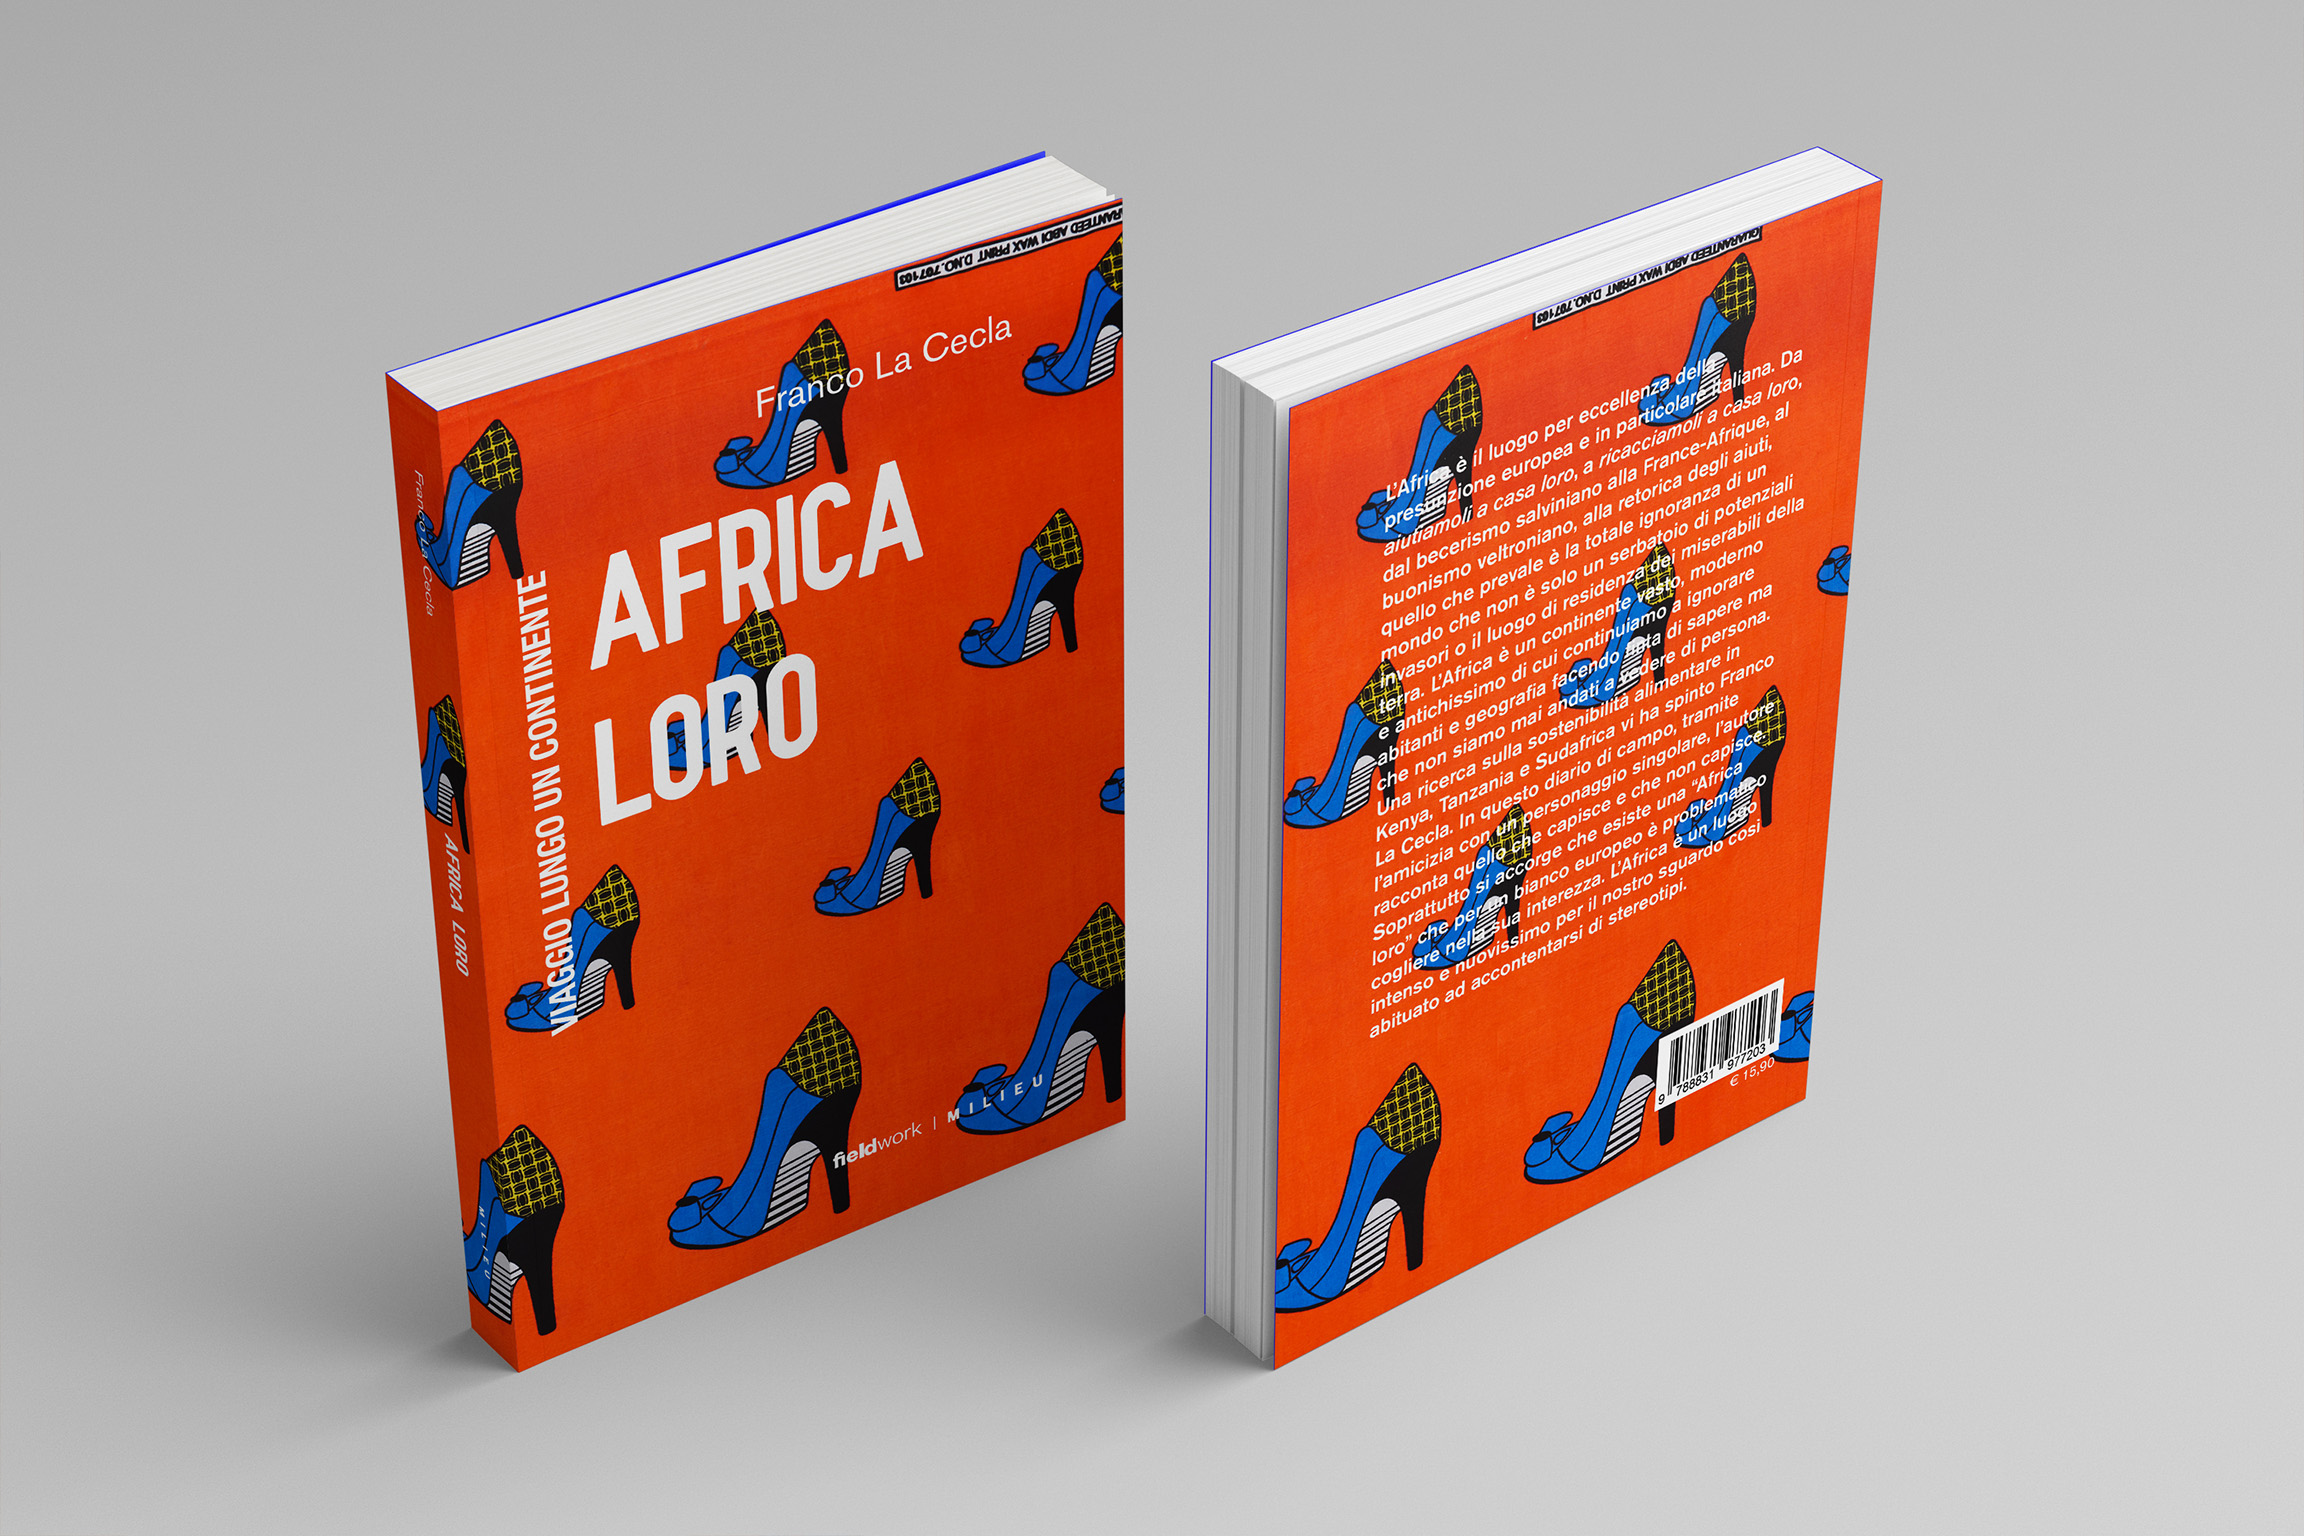 ARANTEED ABDI WAX PRINT D.NO. 707103
Franco La Cecla
AFRICA
LORO
VIAGGIO LUNGO UN CONTINENTE
fieldwork | MILIEU
Franco La Cecla
AFRICA LORO
MILIEU
GUARANTEED ABDI WAX PRINT D.NO. 707103
L'Africa è il luogo per eccellenza della
presunzione europea e in particolare italiana. Da
aiutiamoli a casa loro, a ricacciamoli a casa loro,
dal becerismo salviniano alla France-Afrique, al
buonismo veltroniano, alla retorica degli aiuti,
quello che prevale è la totale ignoranza di un
mondo che non è solo un serbatoio di potenziali
invasori o il luogo di residenza dei miserabili della
terra. L'Africa è un continente vasto, moderno
e antichissimo di cui continuiamo a ignorare
abitanti e geografia facendo finta di sapere ma
che non siamo mai andati a vedere di persona.
Una ricerca sulla sostenibilità alimentare in
Kenya, Tanzania e Sudafrica vi ha spinto Franco
La Cecla. In questo diario di campo, tramite
l'amicizia con un personaggio singolare, l'autore
racconta quello che capisce e che non capisce.
Soprattutto si accorge che esiste una “Africa
loro” che per un bianco europeo è problematico
cogliere nella sua interezza. L'Africa è un luogo
intenso e nuovissimo per il nostro sguardo così
abituato ad accontentarsi di stereotipi.
9 788831 977203
€ 15,90